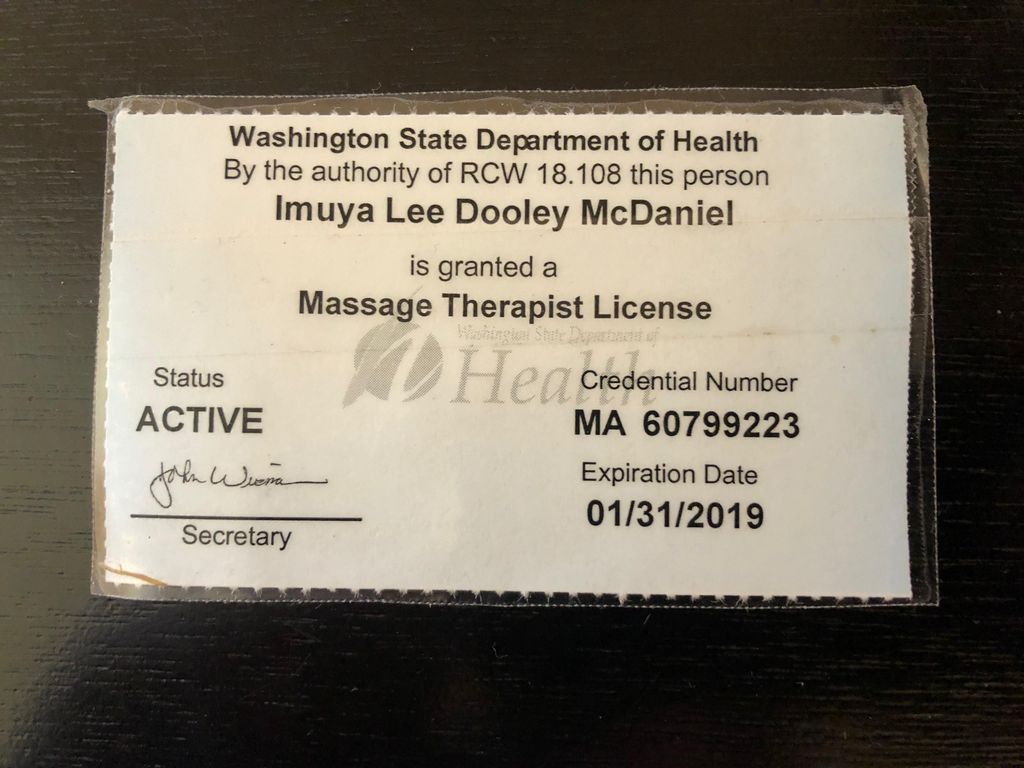 Washington State Department of Health
By the authority of RCW 18.108 this person
Imuya Lee Dooley McDaniel
is granted a
Massage Therapist License
Washington State Department of
Health
Status
ACTIVE
Credential Number
MA 60799223
John Wiesman
Secretary
Expiration Date
01/31/2019